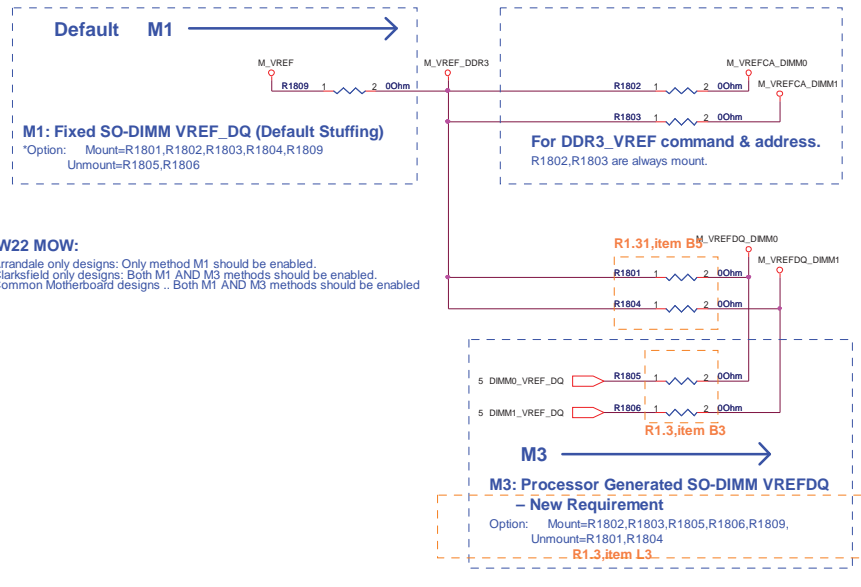 Default M1
M_VREF
M_VREF_DDR3
M_VREFCA_DIMM0
M_VREFCA_DIMM1
R1809 1 2 0Ohm
R1802 1 2 0Ohm
R1803 1 2 0Ohm
M1: Fixed SO-DIMM VREF_DQ (Default Stuffing)
*Option: Mount=R1801,R1802,R1803,R1804,R1809
Unmount=R1805,R1806
For DDR3_VREF command & address.
R1802,R1803 are always mount.
W22 MOW:
rrandale only designs: Only method M1 should be enabled.
larksfield only designs: Both M1 AND M3 methods should be enabled.
ommon Motherboard designs .. Both M1 AND M3 methods should be enabled
R1.31,item B5
M_VREFDQ_DIMM0
M_VREFDQ_DIMM1
R1801 1 2 0Ohm
R1804 1 2 0Ohm
5 DIMM0_VREF_DQ R1805 1 2 0Ohm
5 DIMM1_VREF_DQ R1806 1 2 0Ohm
R1.3,item B3
M3
M3: Processor Generated SO-DIMM VREFDQ
– New Requirement
Option: Mount=R1802,R1803,R1805,R1806,R1809,
Unmount=R1801,R1804
R1.3,item L3